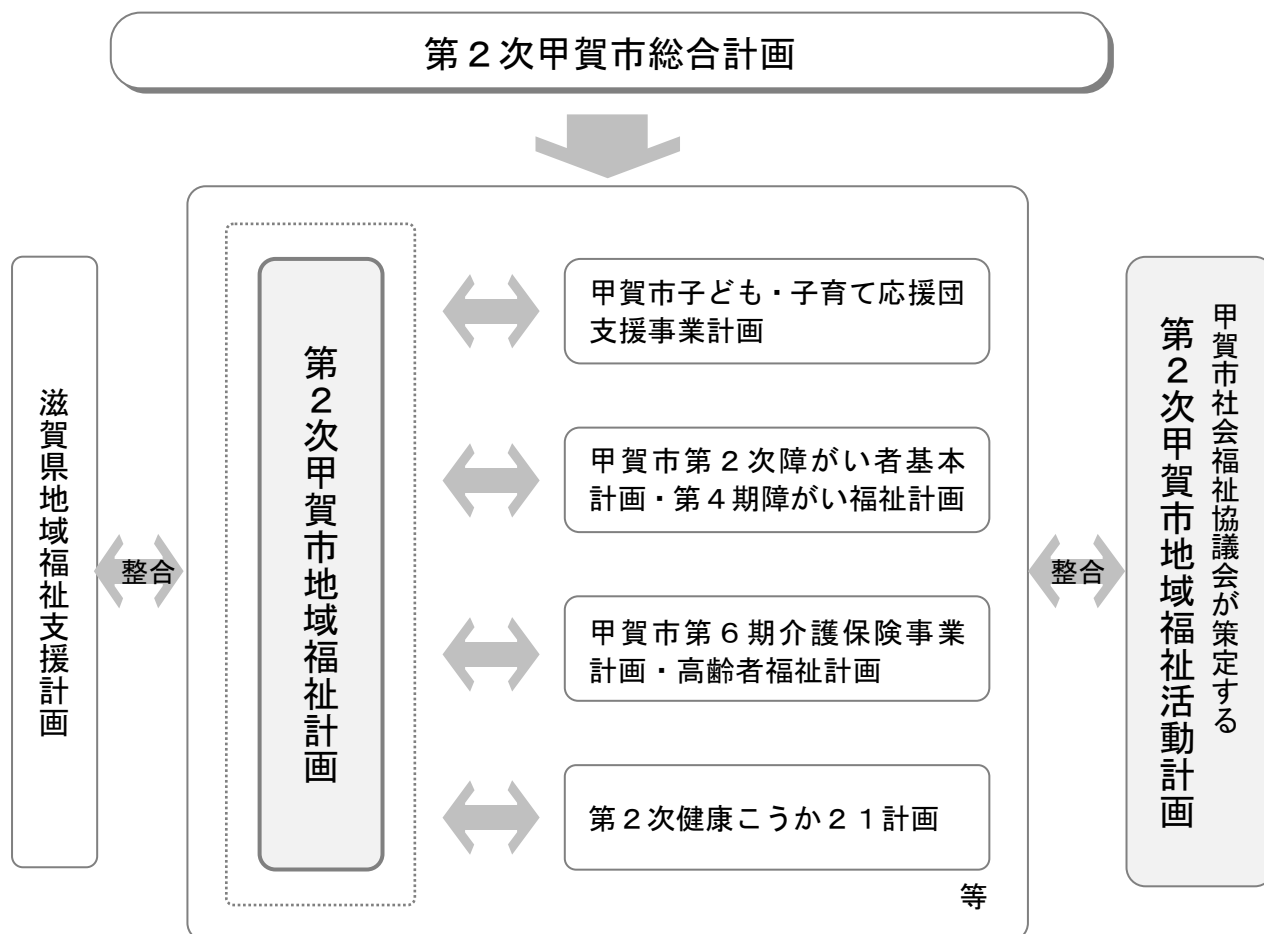 第２次甲賀市総合計画
滋賀県地域福祉支援計画
整合
第２次甲賀市地域福祉計画
甲賀市子ども・子育て応援団
支援事業計画
甲賀市第２次障がい者基本
計画・第４期障がい福祉計画
甲賀市第６期介護保険事業
計画・高齢者福祉計画
第２次健康こうか２１計画
等
整合
甲賀市社会福祉協議会が策定する
第２次甲賀市地域福祉活動計画